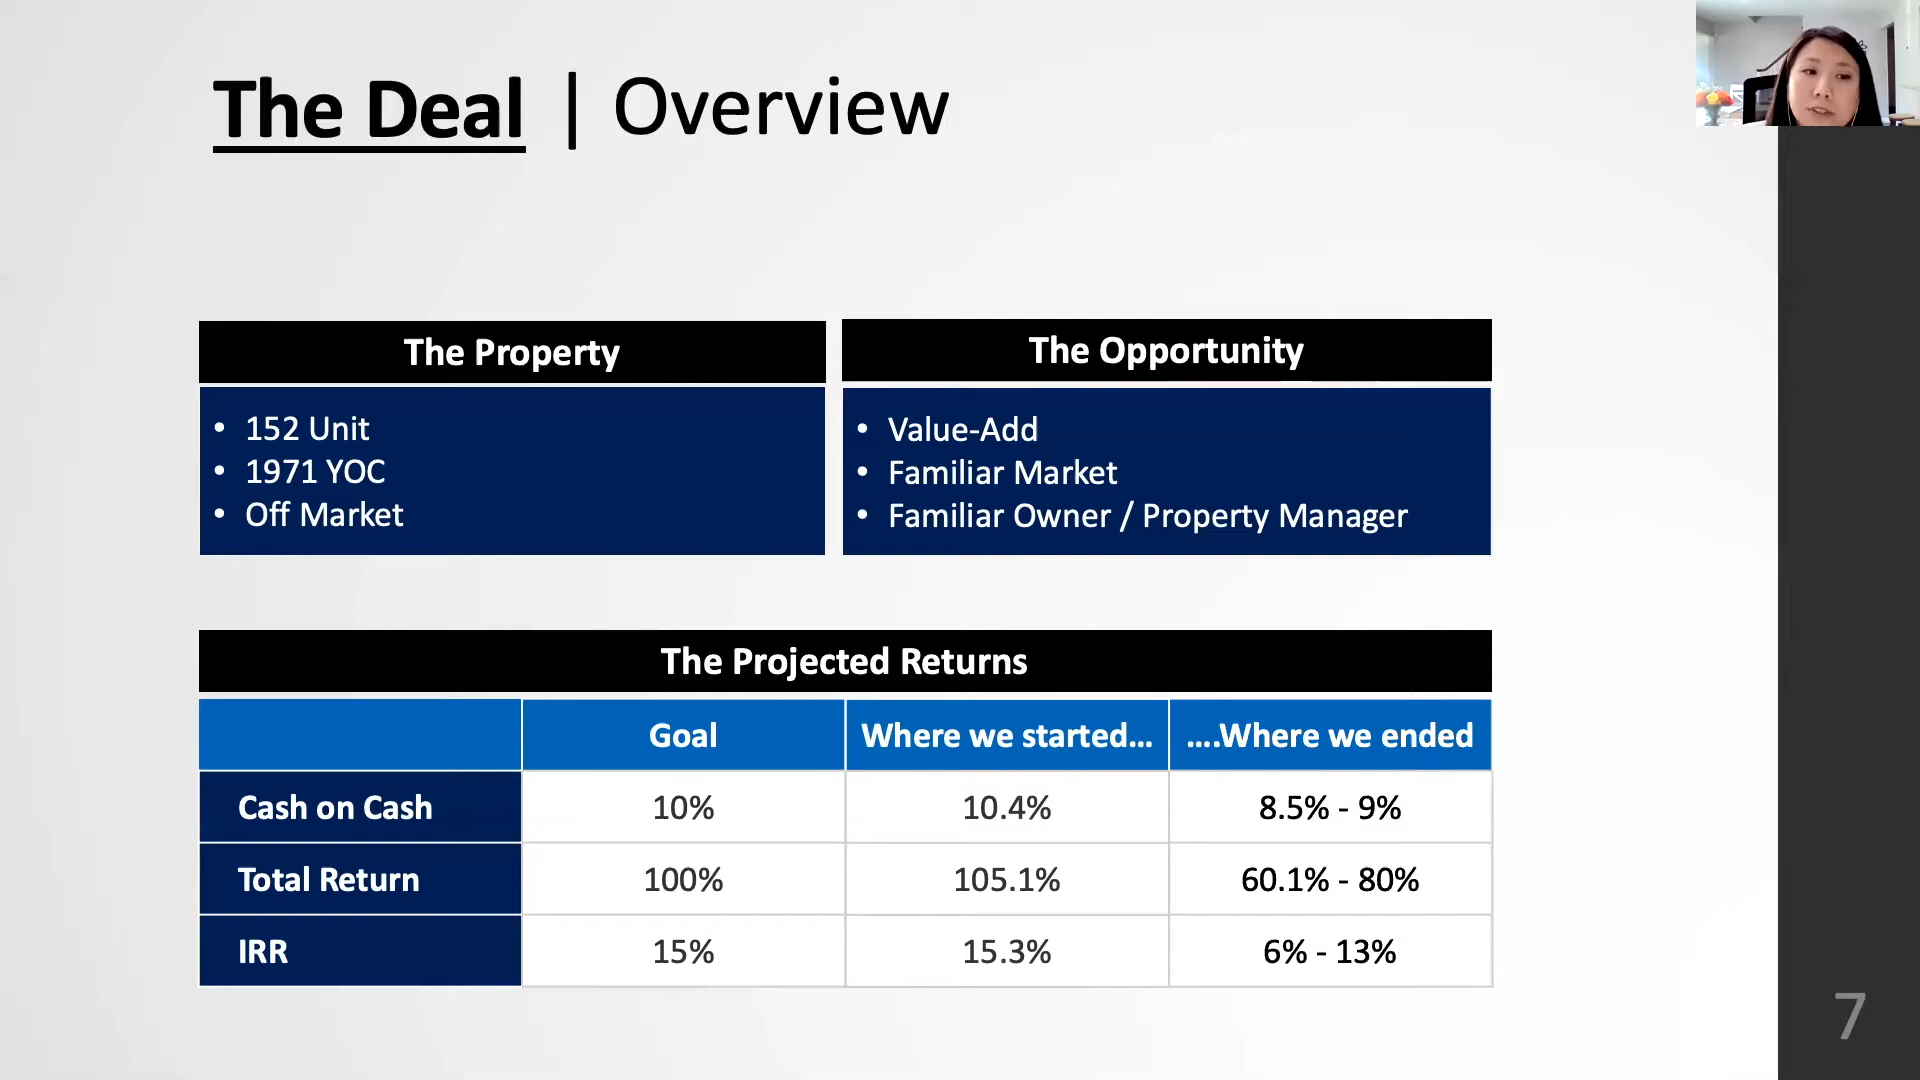 The Deal | Overview
The Property
• 152 Unit
• 1971 YOC
• Off Market
The Opportunity
• Value-Add
• Familiar Market
• Familiar Owner / Property Manager
The Projected Returns
Goal Where we started... ....Where we ended
Cash on Cash 10% 10.4% 8.5% - 9%
Total Return 100% 105.1% 60.1% - 80%
IRR 15% 15.3% 6% - 13%
7